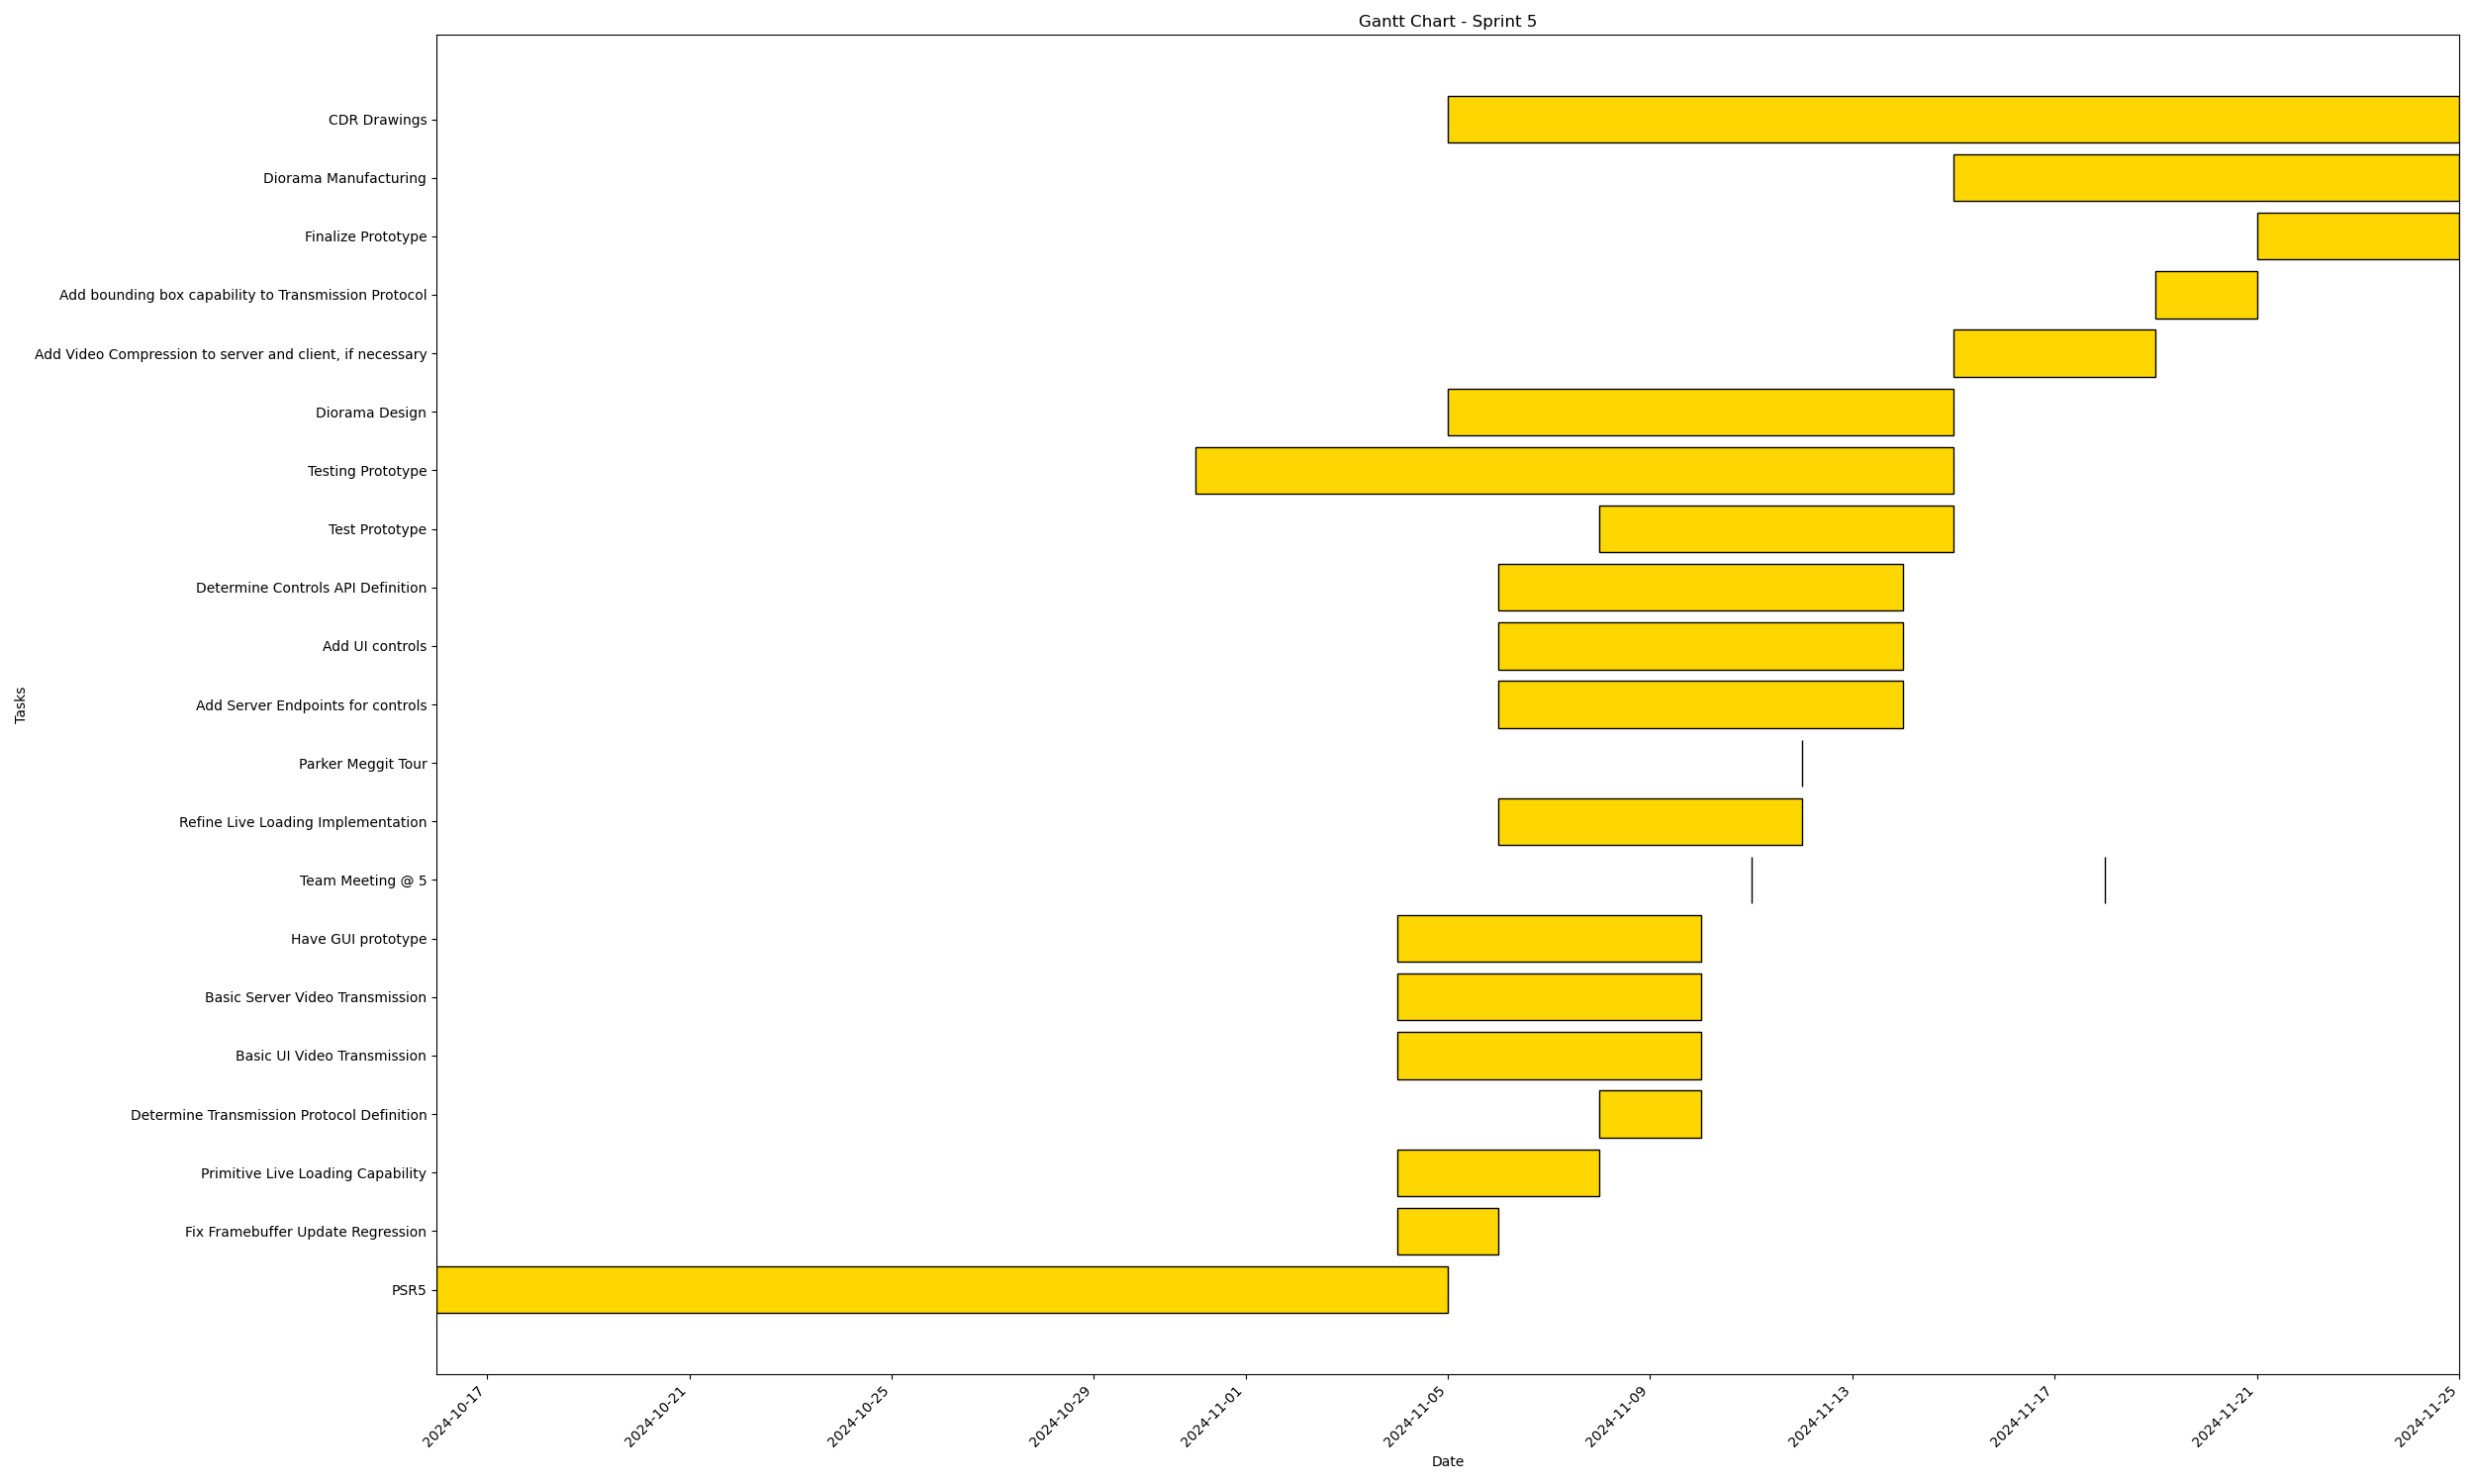 Gantt Chart - Sprint 5
CDR Drawings
Diorama Manufacturing
Finalize Prototype
Add bounding box capability to Transmission Protocol
Add Video Compression to server and client, if necessary
Diorama Design
Testing Prototype
Test Prototype
Determine Controls API Definition
Add UI controls
Add Server Endpoints for controls
Parker Meggit Tour
Refine Live Loading Implementation
Team Meeting @ 5
Have GUI prototype
Basic Server Video Transmission
Basic UI Video Transmission
Determine Transmission Protocol Definition
Primitive Live Loading Capability
Fix Framebuffer Update Regression
PSR5
Tasks
2024-10-17
2024-10-21
2024-10-25
2024-10-29
2024-11-01
2024-11-05
2024-11-09
2024-11-13
2024-11-17
2024-11-21
2024-11-25
Date